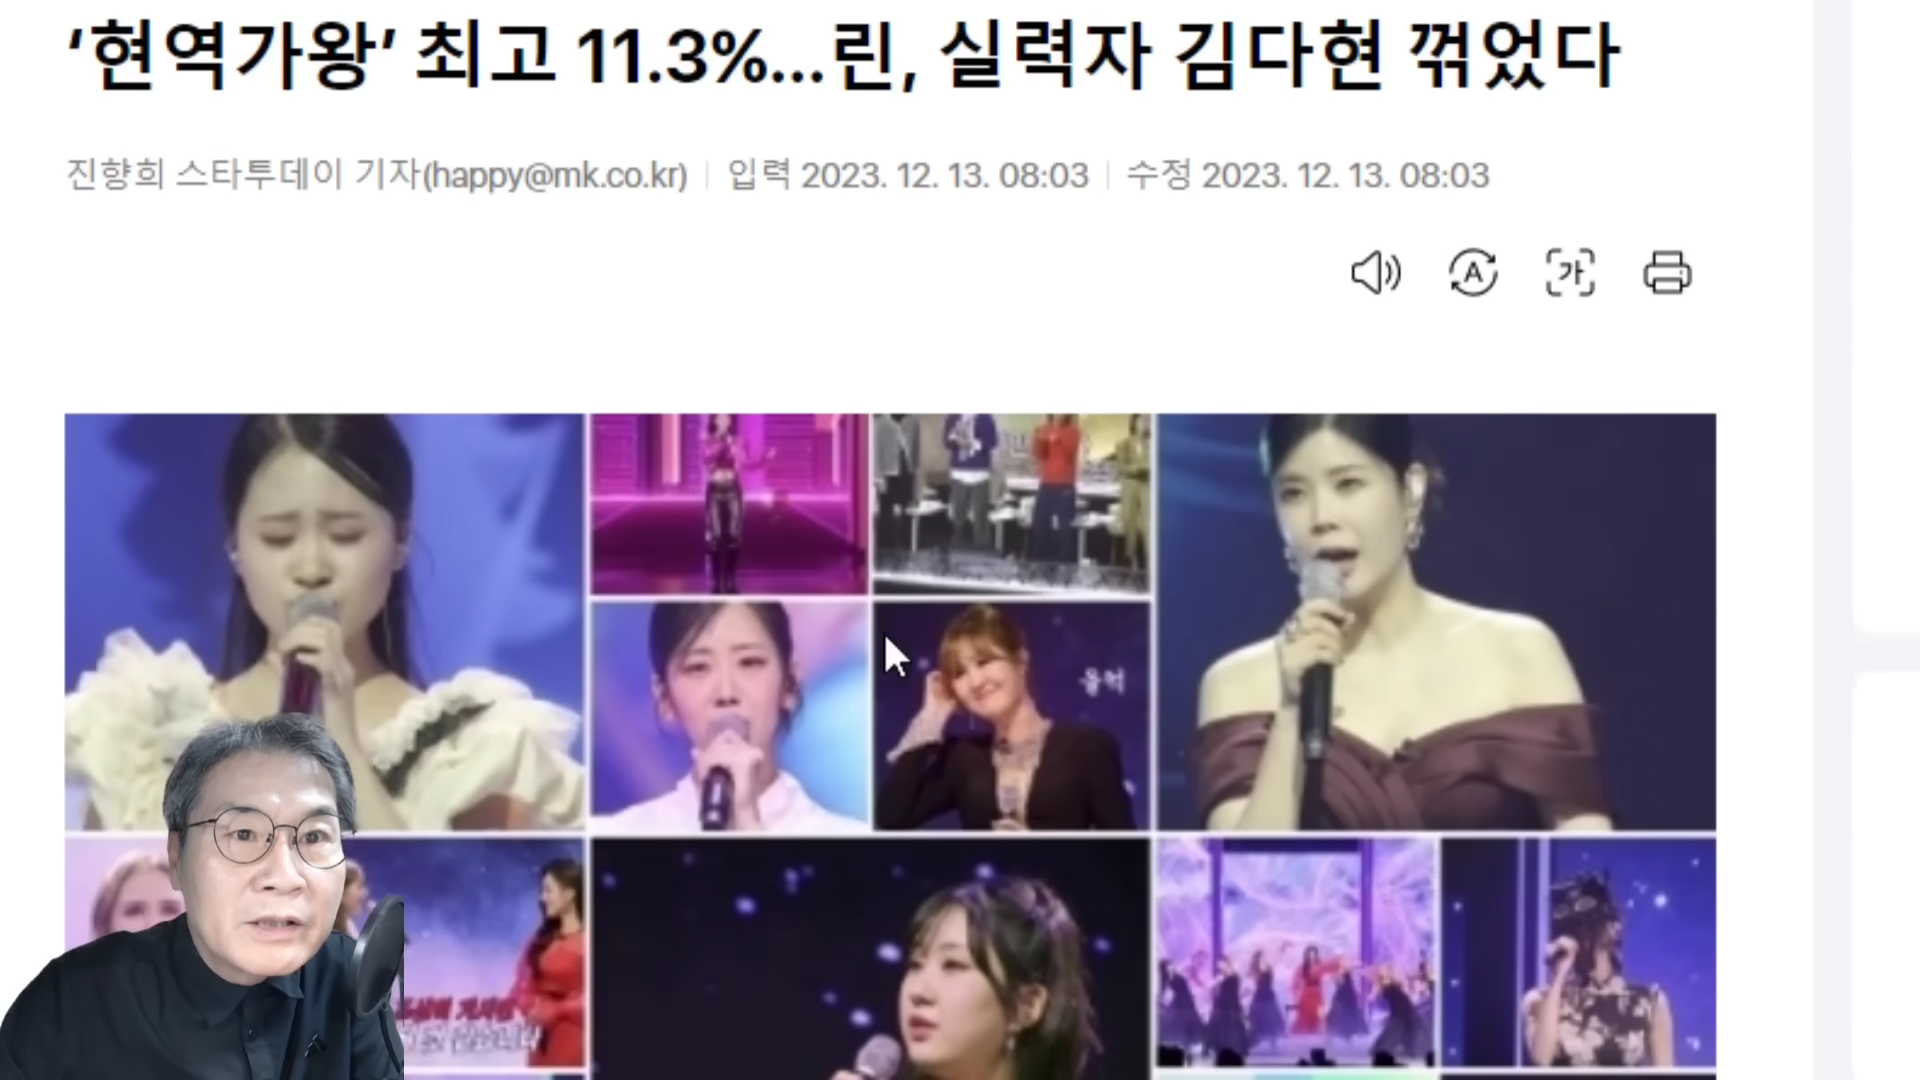 ‘현역가왕’ 최고 11.3%…린, 실력자 김다현 꺾었다
진향희 스타투데이 기자(happy@mk.co.kr) 입력 2023. 12. 13. 08:03 수정 2023. 12. 13. 08:03
A 가